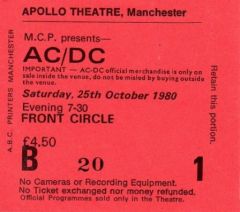 APOLLO THEATRE, Manchester
M.C.P. presents—
AC/DC
IMPORTANT — AC-DC official merchandise is only on
sale inside the venue, do not be misled by buying outside
the venue.
Saturday, 25th October 1980
Evening 7-30
FRONT CIRCLE
£4.50
B 20 1
No Cameras or Recording Equipment.
No Ticket exchanged nor money refunded.
Official Programmes sold only in the Theatre.
A.B.C. PRINTERS MANCHESTER
Retain this portion.